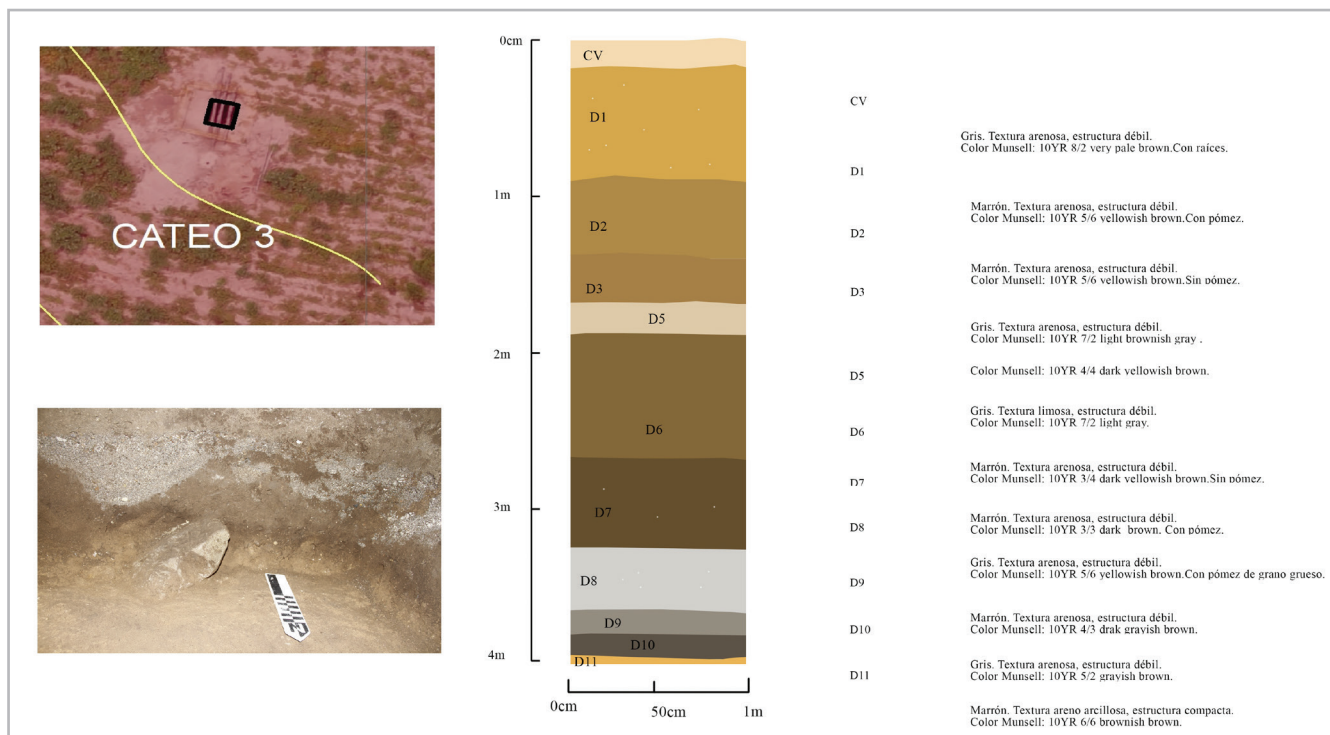 CATEO 3
0cm
1m
2m
3m
4m
CV
D1
D2
D3
D5
D6
D7
D8
D9
D10
D11
0cm
50cm
1m
CV
Gris. Textura arenosa, estructura débil.
Color Munsell: 10YR 8/2 very pale brown.Con raíces.
D1
Marrón. Textura arenosa, estructura débil.
Color Munsell: 10YR 5/6 yellowish brown.Con pómez.
D2
Marrón. Textura arenosa, estructura débil.
Color Munsell: 10YR 5/6 yellowish brown.Sin pómez.
D3
Gris. Textura arenosa, estructura débil.
Color Munsell: 10YR 7/2 light brownish gray .
D5
Color Munsell: 10YR 4/4 dark yellowish brown.
Gris. Textura limosa, estructura débil.
Color Munsell: 10YR 7/2 light gray.
D6
Marrón. Textura arenosa, estructura débil.
Color Munsell: 10YR 3/4 dark yellowish brown.Sin pómez.
D7
Marrón. Textura arenosa, estructura débil.
Color Munsell: 10YR 3/3 dark brown. Con pómez.
D8
Gris. Textura arenosa, estructura débil.
Color Munsell: 10YR 5/6 yellowish brown.Con pómez de grano grueso.
D9
Marrón. Textura arenosa, estructura débil.
Color Munsell: 10YR 4/3 drak grayish brown.
D10
Gris. Textura arenosa, estructura débil.
Color Munsell: 10YR 5/2 grayish brown.
D11
Marrón. Textura areno arcillosa, estructura compacta.
Color Munsell: 10YR 6/6 brownish brown.